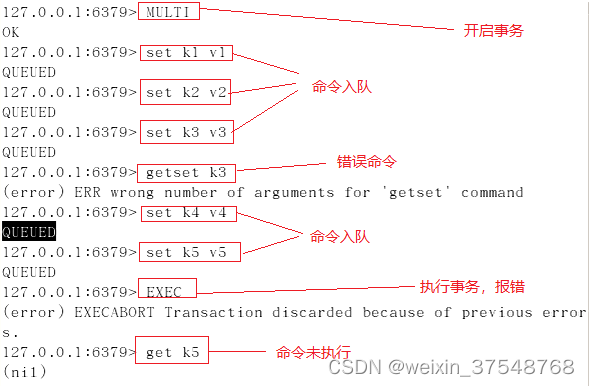 127.0.0.1:6379> MULTI 开启事务
OK
127.0.0.1:6379> set k1 v1
QUEUED
127.0.0.1:6379> set k2 v2 命令入队
QUEUED
127.0.0.1:6379> set k3 v3
QUEUED
127.0.0.1:6379> getset k3 错误命令
(error) ERR wrong number of arguments for 'getset' command
127.0.0.1:6379> set k4 v4
QUEUED 命令入队
127.0.0.1:6379> set k5 v5
QUEUED
127.0.0.1:6379> EXEC 执行事务，报错
(error) EXECABORT Transaction discarded because of previous error
s.
127.0.0.1:6379> get k5 命令未执行
(nil)
CSDN @weixin_37548768